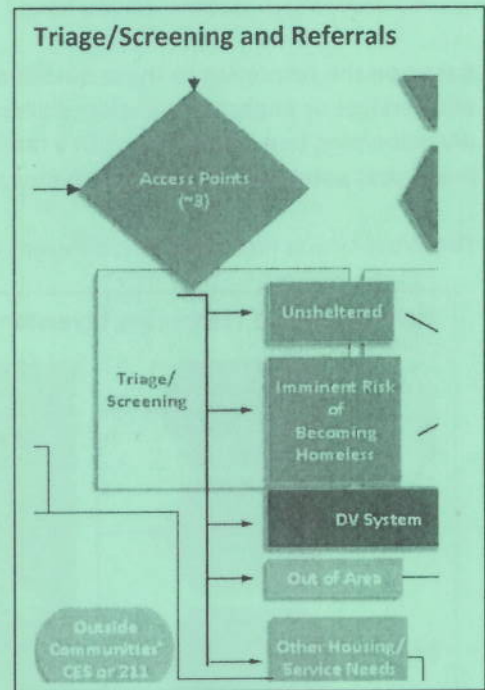 Triage/Screening and Referrals
Access Points
(~3)
Unsheltered
Triage/
Screening
Imminent Risk
of
Becoming
Homeless
DV System
Out of Area
Outside
Communities'
CES or 211
Other Housing/
Service Needs